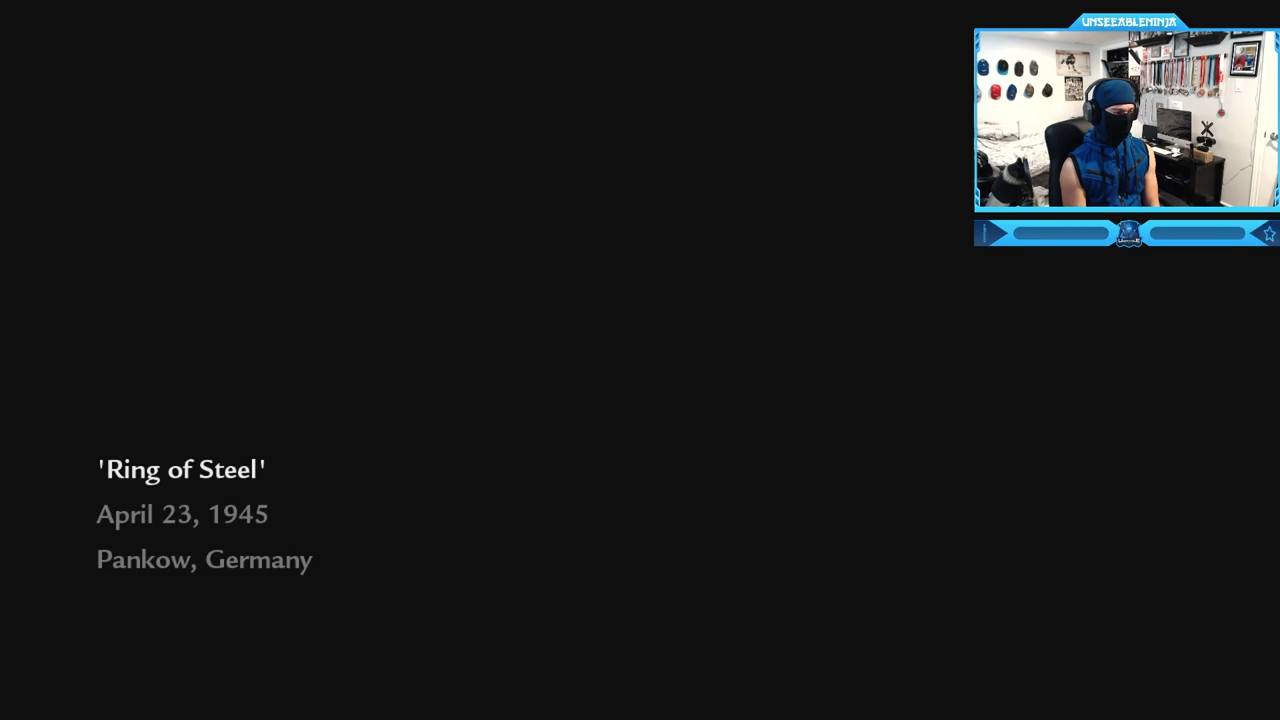 UNSEEABLENINJA
'Ring of Steel'
April 23, 1945
Pankow, Germany